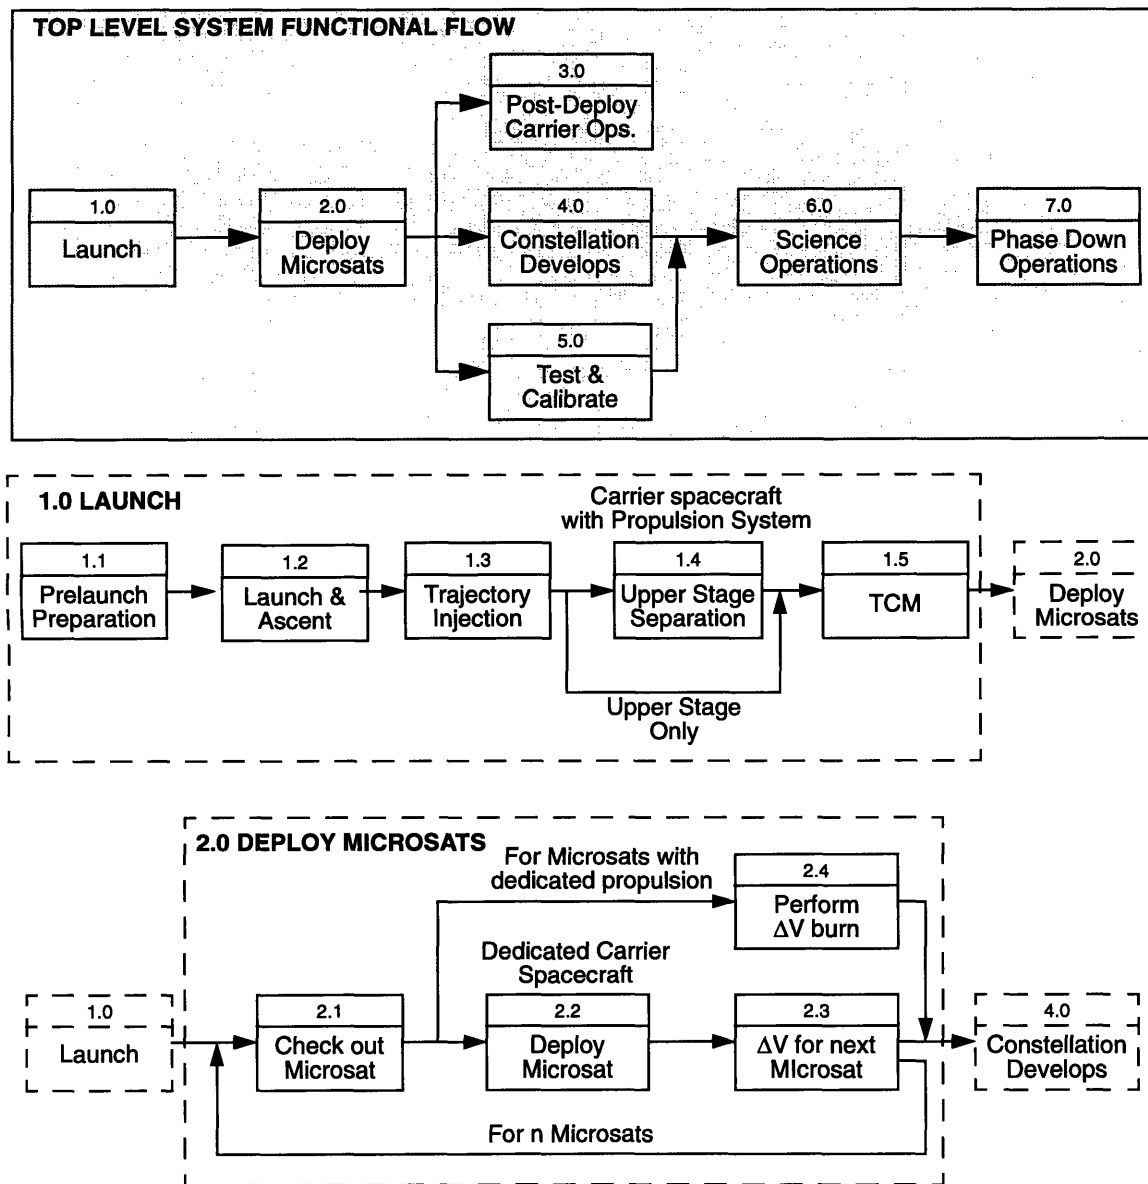 TOP LEVEL SYSTEM FUNCTIONAL FLOW
3.0
Post-Deploy
Carrier Ops.
1.0
Launch
2.0
Deploy
Microsats
4.0
Constellation
Develops
6.0
Science
Operations
7.0
Phase Down
Operations
5.0
Test &
Calibrate
1.0 LAUNCH
Carrier spacecraft
with Propulsion System
1.1
Prelaunch
Preparation
1.2
Launch &
Ascent
1.3
Trajectory
Injection
1.4
Upper Stage
Separation
1.5
TCM
2.0
Deploy
Microsats
Upper Stage
Only
2.0 DEPLOY MICROSATS
For Microsats with
dedicated propulsion
2.4
Perform
ΔV burn
Dedicated Carrier
Spacecraft
1.0
Launch
2.1
Check out
Microsat
2.2
Deploy
Microsat
2.3
ΔV for next
MIcrosat
4.0
Constellation
Develops
For n Microsats